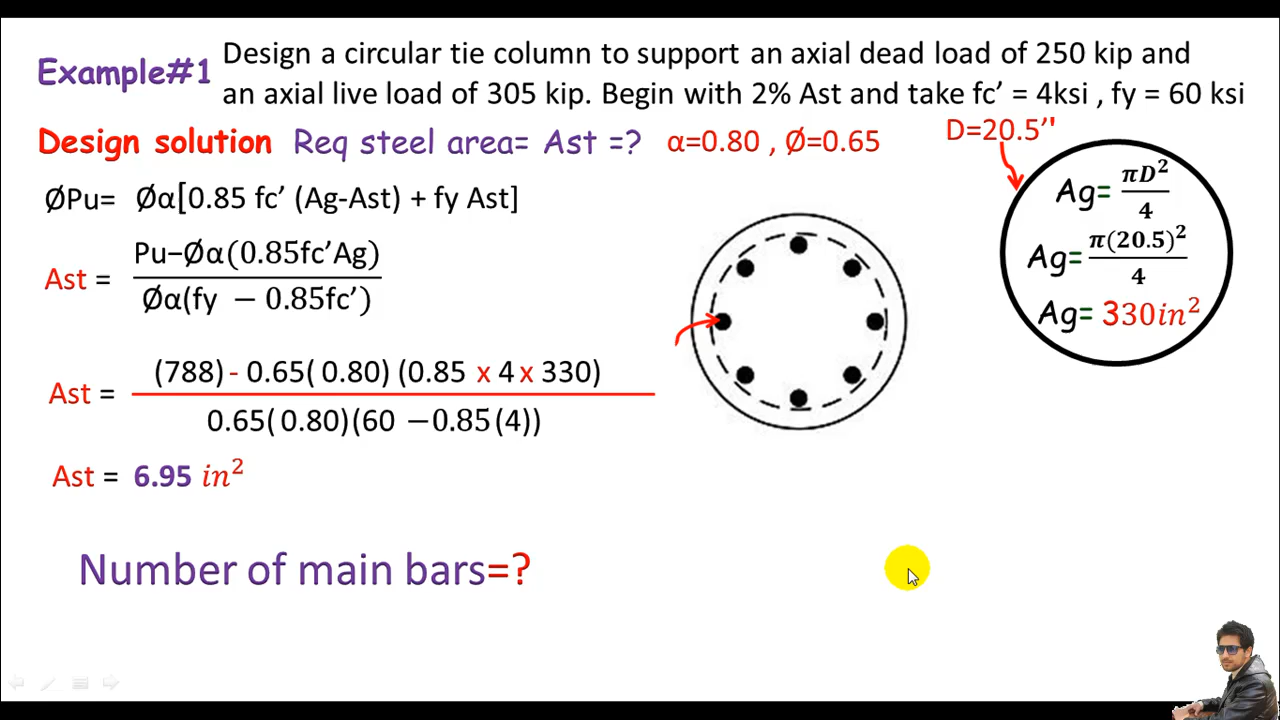 Example#1 Design a circular tie column to support an axial dead load of 250 kip and
an axial live load of 305 kip. Begin with 2% Ast and take fc’ = 4ksi , fy = 60 ksi
Design solution Req steel area= Ast =? α=0.80 , Ø=0.65
D=20.5’’
ØPu= Øα[0.85 fc’ (Ag-Ast) + fy Ast]
Ast = Pu−Øα(0.85fc’Ag)
Øα(fy − 0.85fc’)
Ast = (788) - 0.65( 0.80) (0.85 x 4 x 330)
0.65( 0.80)(60 −0.85(4))
Ast = 6.95 in²
Number of main bars=?
Ag= πD²
4
Ag= π(20.5)²
4
Ag= 330in²